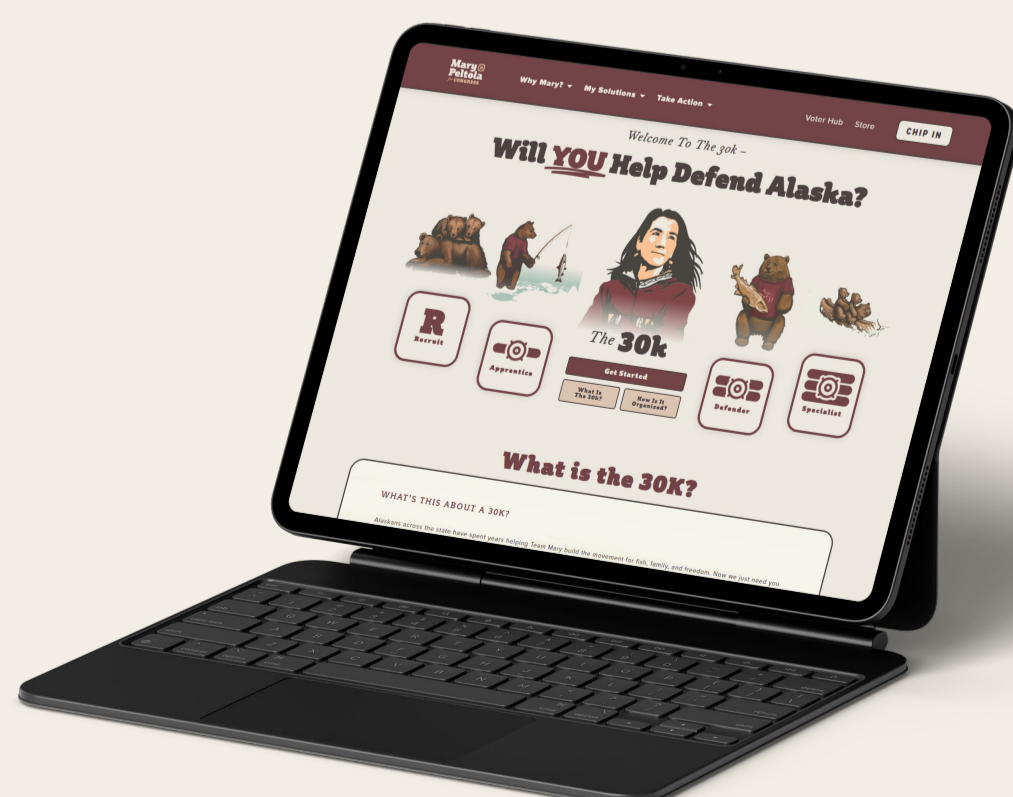 Mary
Peltola
for CONGRESS
Why Mary?
My Solutions
Take Action
Voter Hub
Store
CHIP IN
Welcome To The 30k –
Will YOU Help Defend Alaska?
R
Recruit
Apprentice
The 30k
Get Started
What Is
The 30k?
How Is It
Organized?
Defender
Specialist
What is the 30K?
WHAT'S THIS ABOUT A 30K?
Alaskans across the state have spent years helping Team Mary build the movement for fish, family, and freedom. Now we just need you